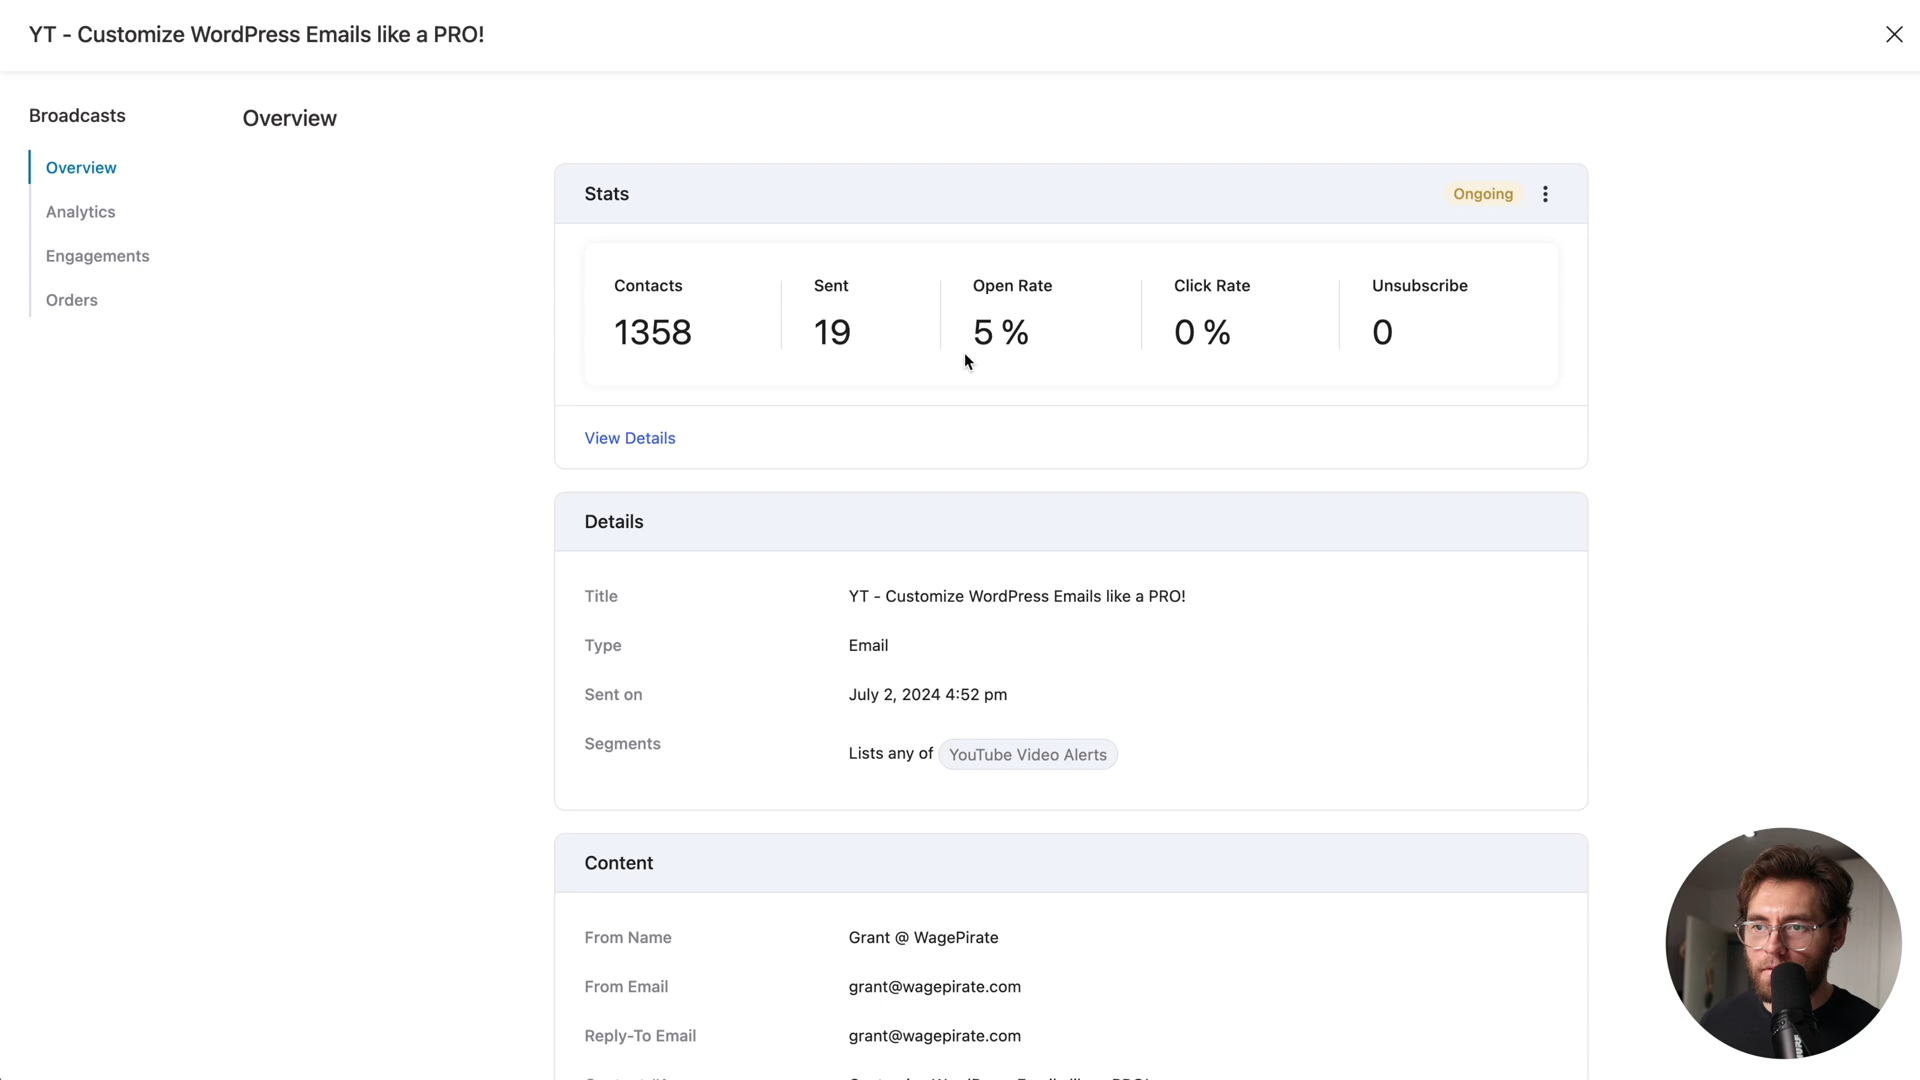 YT - Customize WordPress Emails like a PRO!
Broadcasts
Overview
Analytics
Engagements
Orders
Overview
Stats
Ongoing
Contacts
1358
Sent
19
Open Rate
5 %
Click Rate
0 %
Unsubscribe
0
View Details
Details
Title
YT - Customize WordPress Emails like a PRO!
Type
Email
Sent on
July 2, 2024 4:52 pm
Segments
Lists any of YouTube Video Alerts
Content
From Name
Grant @ WagePirate
From Email
grant@wagepirate.com
Reply-To Email
grant@wagepirate.com